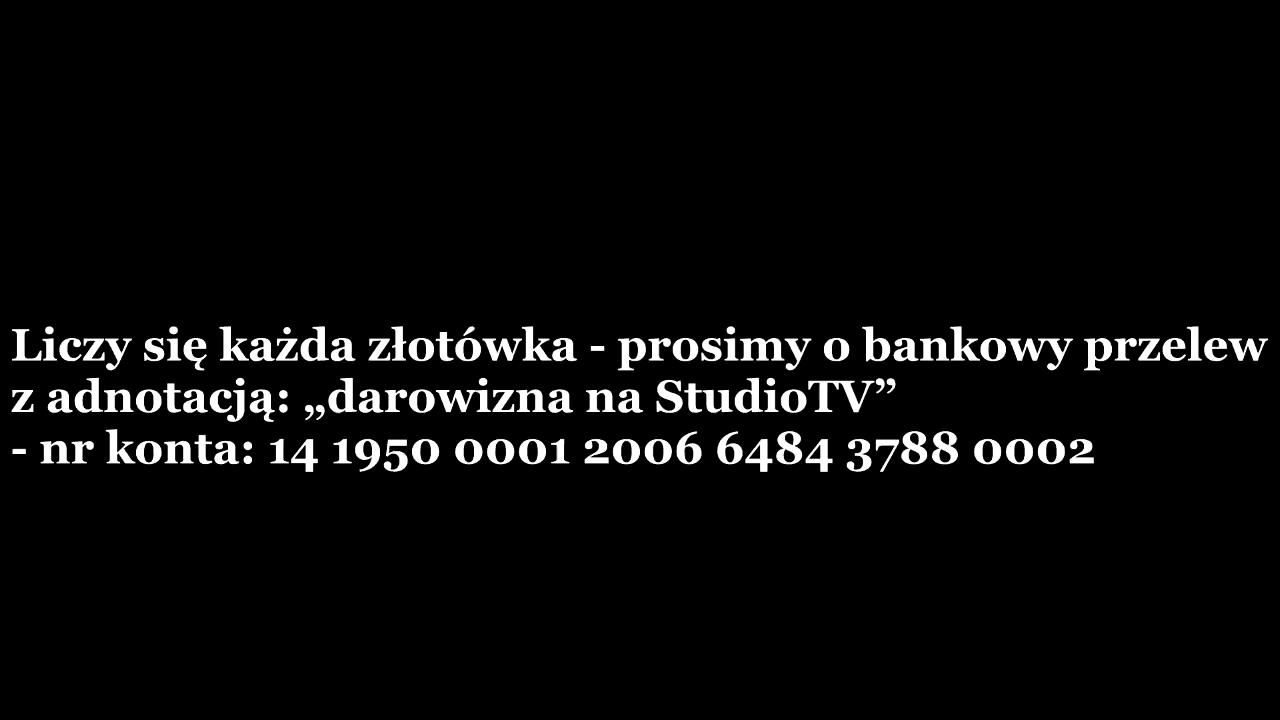 Liczy się każda złotówka - prosimy o bankowy przelew
z adnotacją: „darowizna na StudioTV”
- nr konta: 14 1950 0001 2006 6484 3788 0002